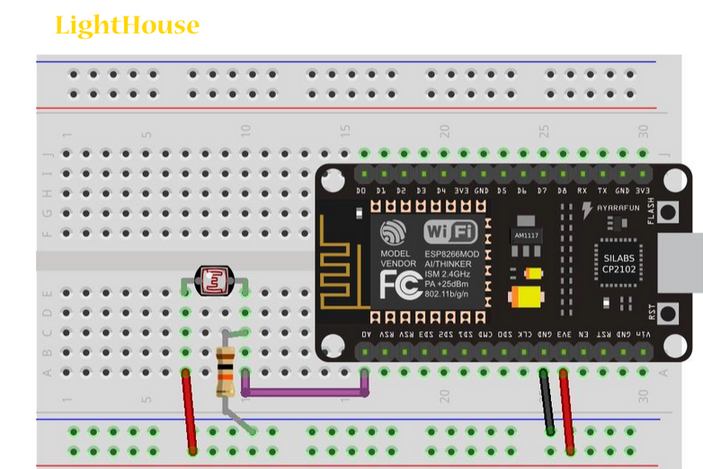 LightHouse
1 5 10 15 20 25 30
J J
I
H
G
F
D0 D1 D2 D3 D4 3V3 GND D5 D6 D7 D8 RX TX GND 3V3
AYARAFUN
FLASH
WiFi
AM1117
MODEL
VENDOR
ESP8266MOD
AI/THINKER
ISM 2.4GHz
PA +25dBm
802.11b/g/n
FC
SILABS
CP2102
RST
A0 RSV RSV SD3 SD2 SD1 CMD SD0 CLK GND 3V3 EN RST GND Vin
E
D
C
B
A A
1 5 10 15 20 25 30